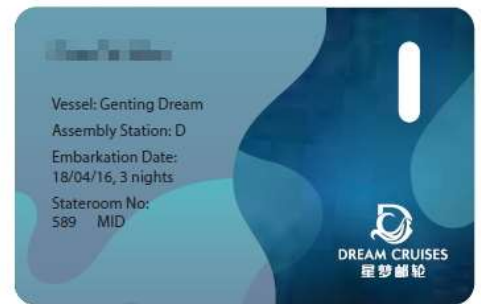 Vessel: Genting Dream
Assembly Station: D
Embarkation Date:
18/04/16, 3 nights
Stateroom No:
589 MID
DREAM CRUISES
星梦邮轮